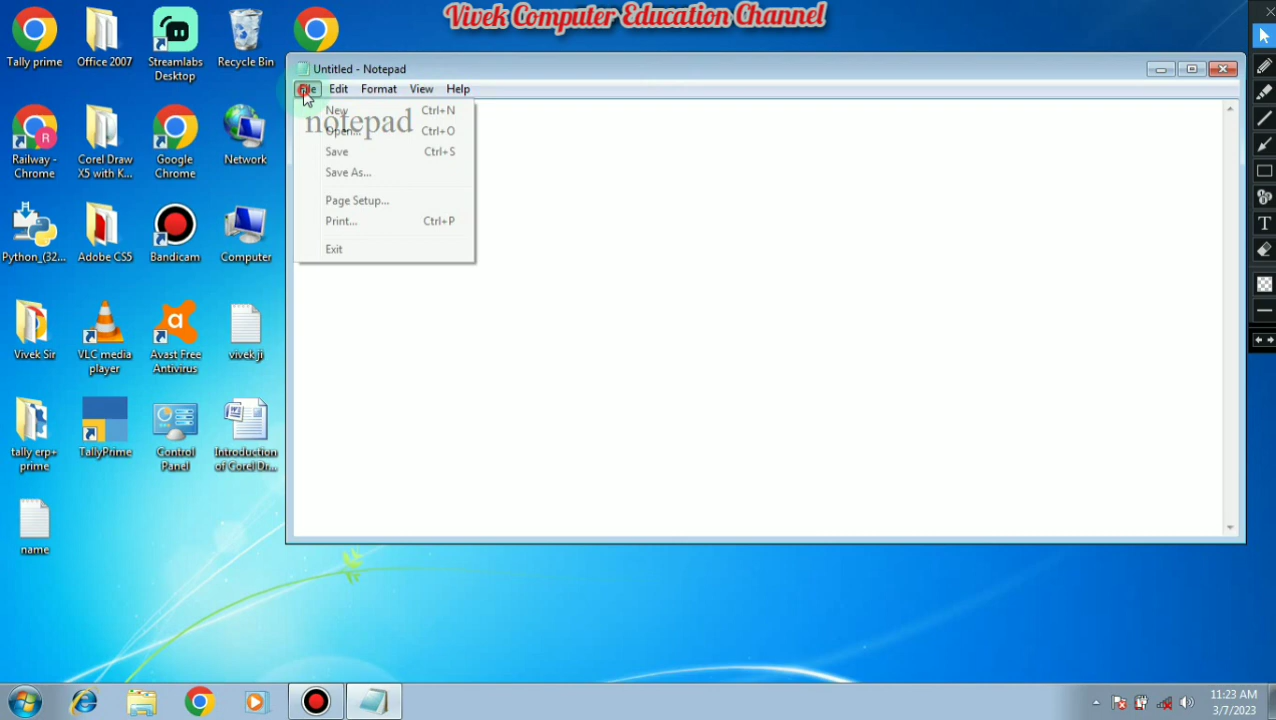 Vivek Computer Education Channel
Tally prime
Office 2007
Streamlabs
Desktop
Recycle Bin
Untitled - Notepad
File Edit Format View Help
New Ctrl+N
notepad
Open... Ctrl+O
Save Ctrl+S
Save As...
Page Setup...
Print... Ctrl+P
Exit
Railway -
Chrome
Corel Draw
X5 with K...
Google
Chrome
Network
Python_(32...
Adobe CS5
Bandicam
Computer
Vivek Sir
VLC media
player
Avast Free
Antivirus
vivek ji
tally erp+
prime
TallyPrime
Control
Panel
Introduction
of Corel Dr...
name
11:23 AM
3/7/2023